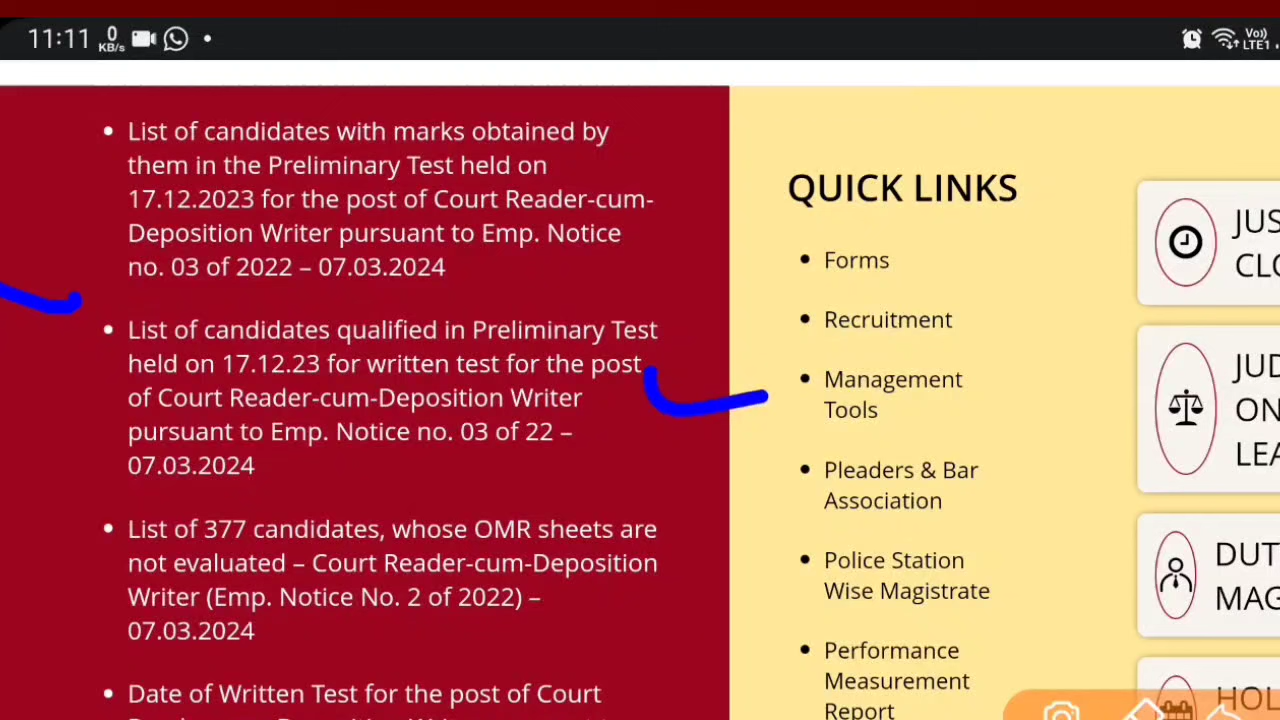 11:11 0 KB/s Vo) LTE1
List of candidates with marks obtained by
them in the Preliminary Test held on
17.12.2023 for the post of Court Reader-cum-
Deposition Writer pursuant to Emp. Notice
no. 03 of 2022 – 07.03.2024
List of candidates qualified in Preliminary Test
held on 17.12.23 for written test for the post
of Court Reader-cum-Deposition Writer
pursuant to Emp. Notice no. 03 of 22 –
07.03.2024
List of 377 candidates, whose OMR sheets are
not evaluated – Court Reader-cum-Deposition
Writer (Emp. Notice No. 2 of 2022) –
07.03.2024
Date of Written Test for the post of Court
QUICK LINKS
Forms
Recruitment
Management
Tools
Pleaders & Bar
Association
Police Station
Wise Magistrate
Performance
Measurement
Report
JUS
CLO
JUD
ON
LEA
DUT
MAG
HOL